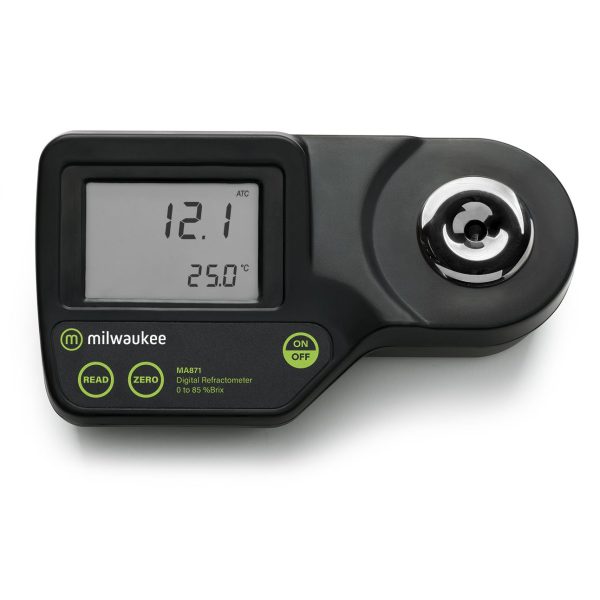 ATC
12.1
25.0 °C
m milwaukee
ON
OFF
READ
ZERO
MA871
Digital Refractometer
0 to 85 %Brix